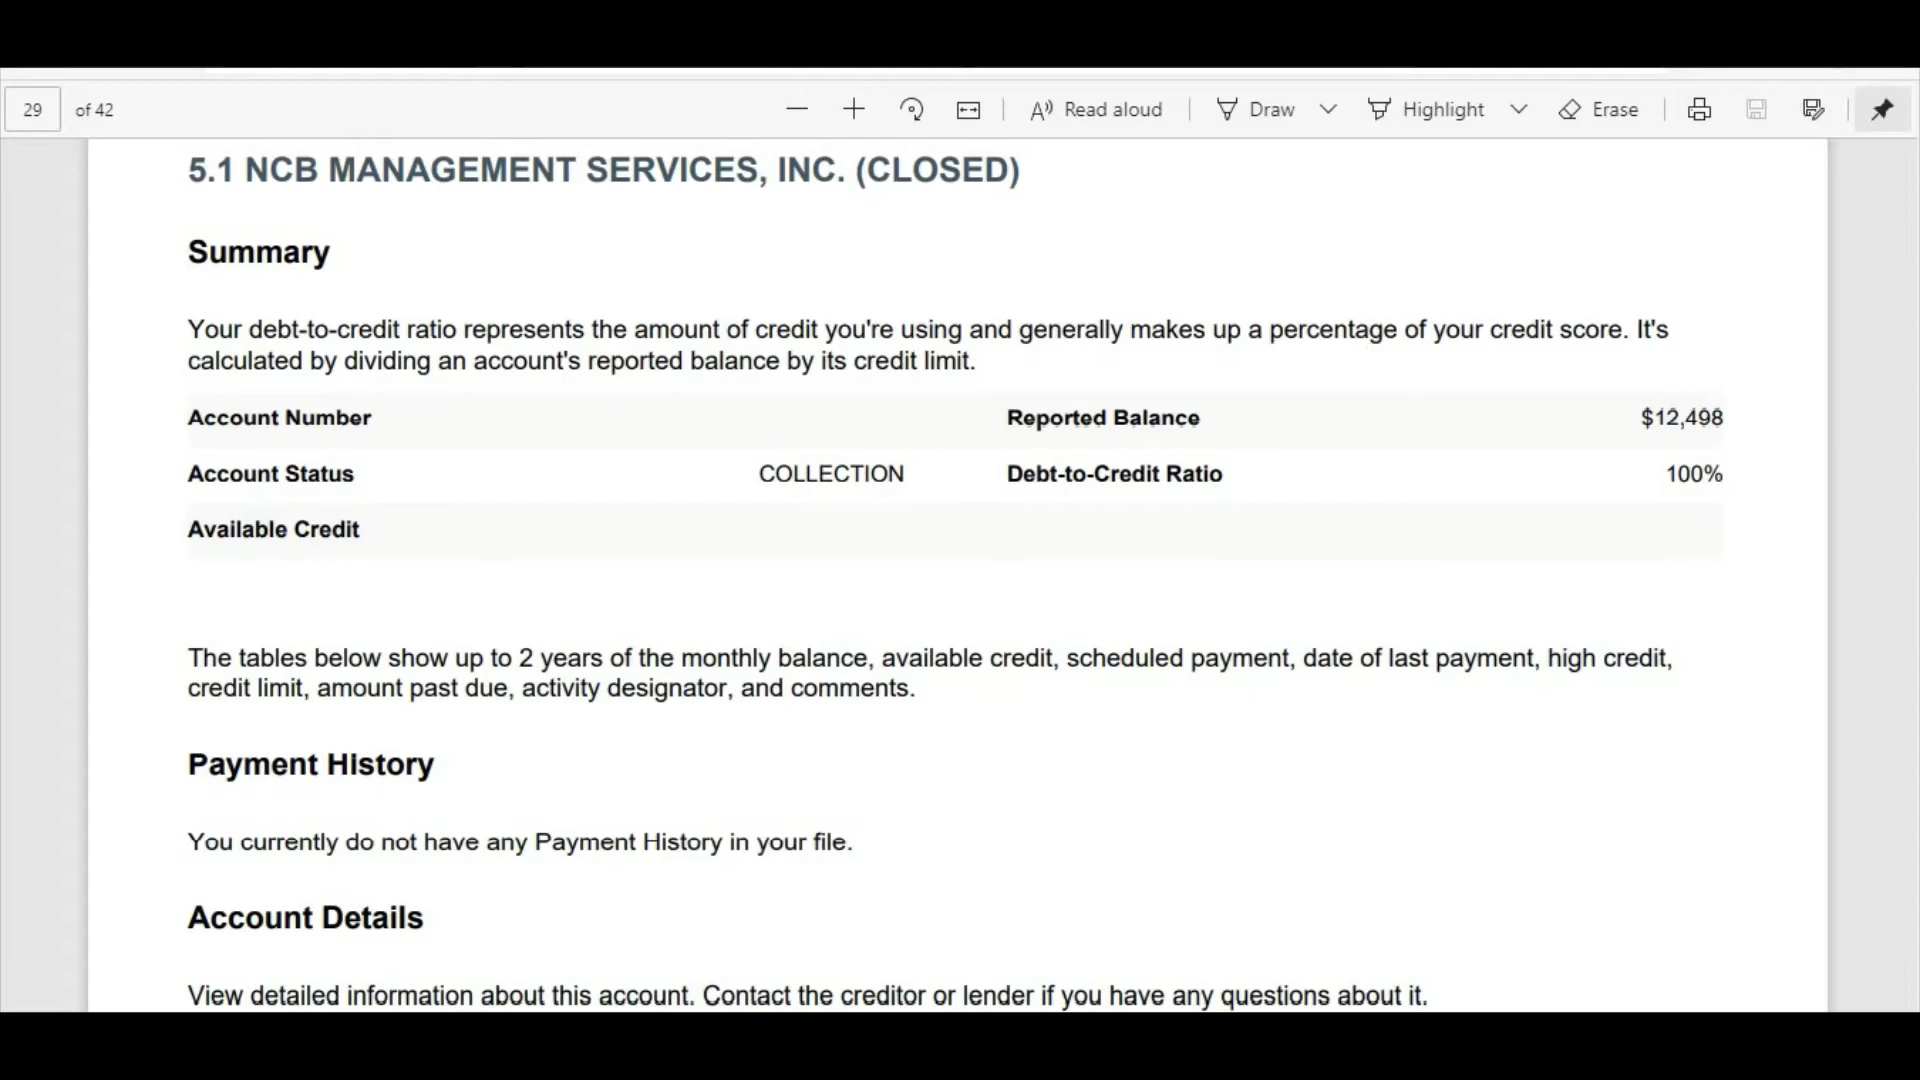 29 of 42 Read aloud Draw Highlight Erase
5.1 NCB MANAGEMENT SERVICES, INC. (CLOSED)
Summary
Your debt-to-credit ratio represents the amount of credit you're using and generally makes up a percentage of your credit score. It's
calculated by dividing an account's reported balance by its credit limit.
Account Number Reported Balance $12,498
Account Status COLLECTION Debt-to-Credit Ratio 100%
Available Credit
The tables below show up to 2 years of the monthly balance, available credit, scheduled payment, date of last payment, high credit,
credit limit, amount past due, activity designator, and comments.
Payment History
You currently do not have any Payment History in your file.
Account Details
View detailed information about this account. Contact the creditor or lender if you have any questions about it.